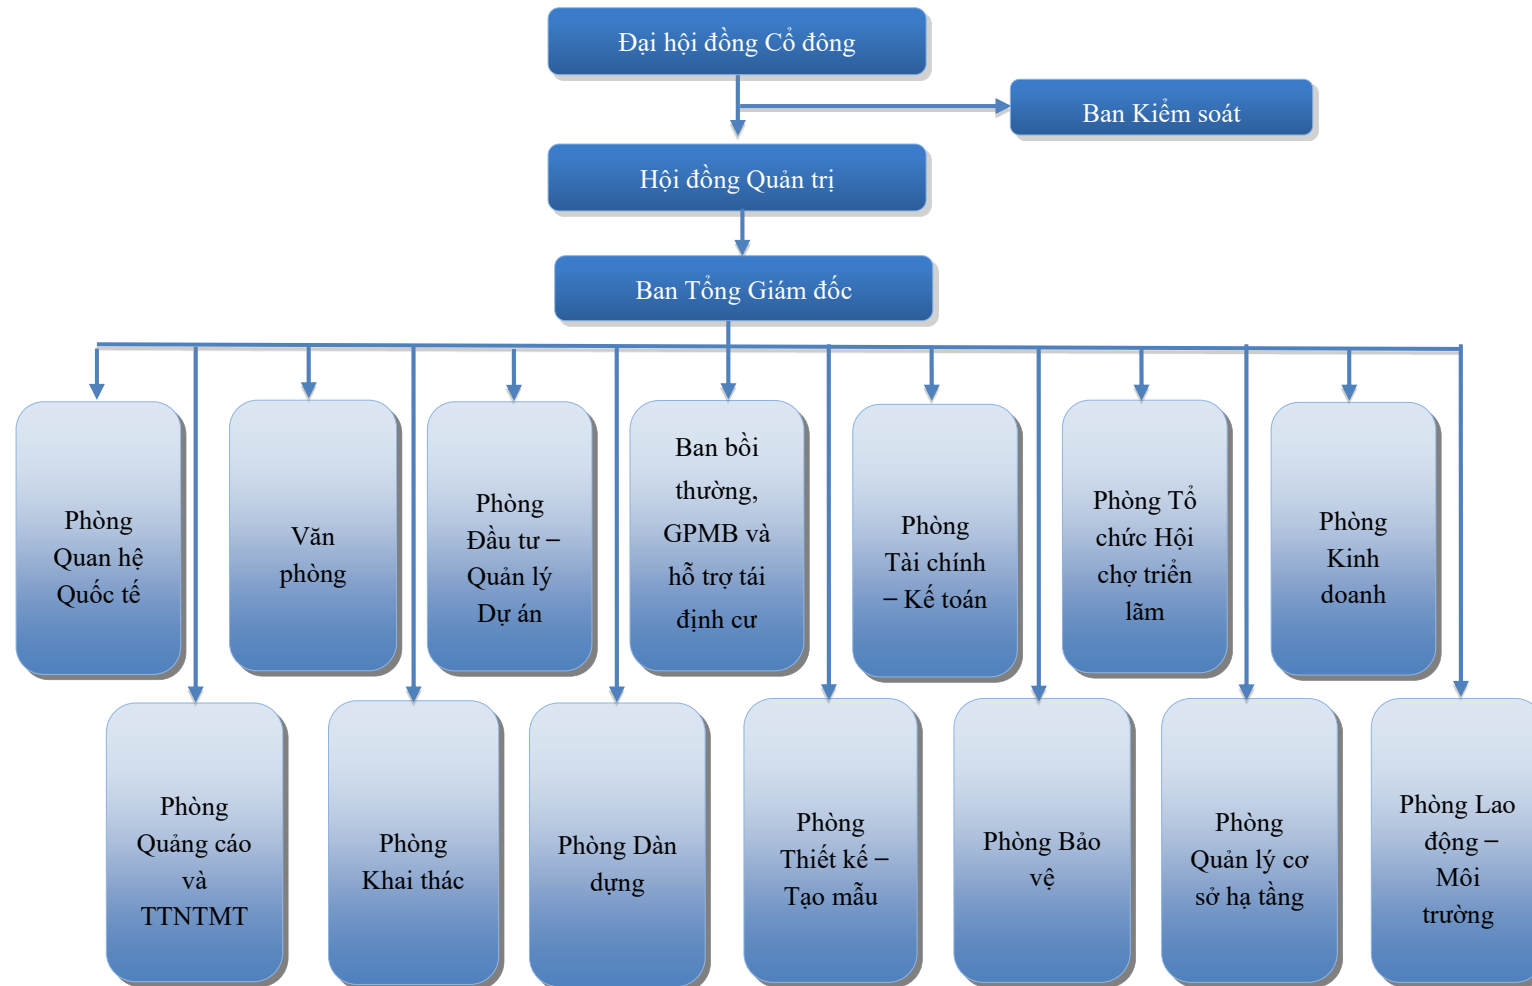 Đại hội đồng Cổ đông
Ban Kiểm soát
Hội đồng Quản trị
Ban Tổng Giám đốc
Phòng
Quan hệ
Quốc tế
Văn
phòng
Phòng
Đầu tư –
Quản lý
Dự án
Ban bồi
thường,
GPMB và
hỗ trợ tái
định cư
Phòng
Tài chính
– Kế toán
Phòng Tổ
chức Hội
chợ triển
lãm
Phòng
Kinh
doanh
Phòng
Quảng cáo
và
TTNTMT
Phòng
Khai thác
Phòng Dàn
dựng
Phòng
Thiết kế –
Tạo mẫu
Phòng Bảo
vệ
Phòng
Quản lý cơ
sở hạ tầng
Phòng Lao
động –
Môi
trường